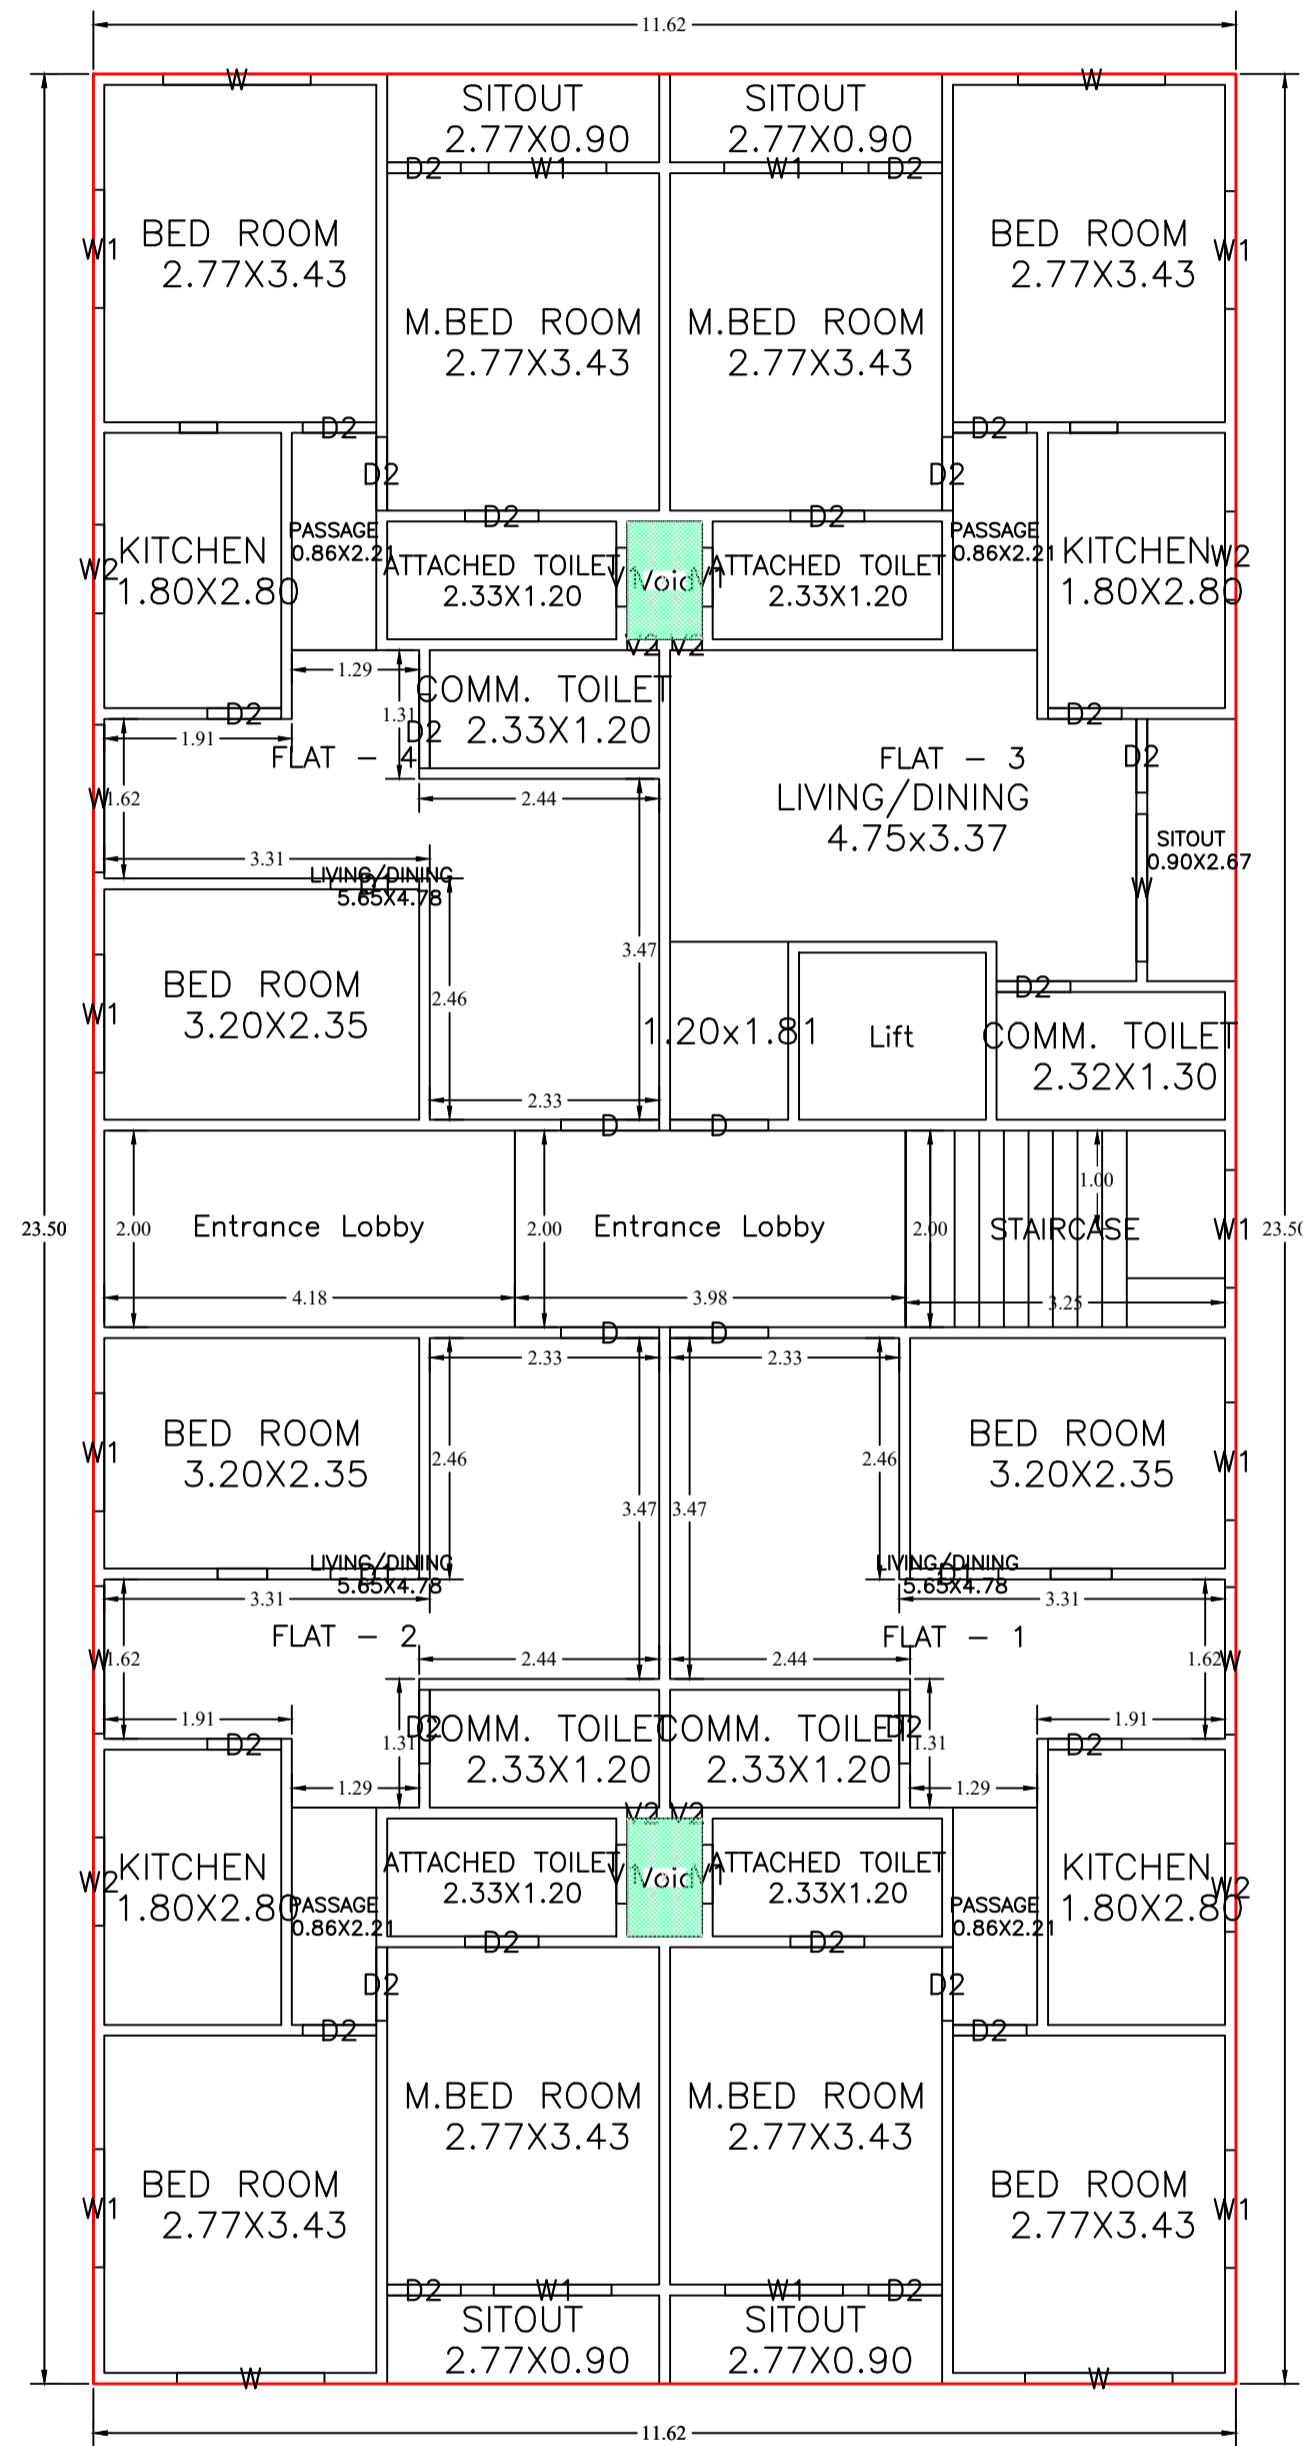 11.62
W
W
SITOUT
2.77X0.90
SITOUT
2.77X0.90
D2
W1
W1
D2
BED ROOM
2.77X3.43
W1
BED ROOM
2.77X3.43
W1
M.BED ROOM
2.77X3.43
M.BED ROOM
2.77X3.43
D2
D2
D2
D2
D2
D2
KITCHEN
1.80X2.80
W2
PASSAGE
0.86X2.21
ATTACHED TOILET
2.33X1.20
V1
Void
V1
ATTACHED TOILET
2.33X1.20
PASSAGE
0.86X2.21
KITCHEN
1.80X2.80
W2
V2
V2
1.29
COMM. TOILET
2.33X1.20
1.31
D2
D2
1.91
D2
D2
FLAT - 4
FLAT - 3
LIVING/DINING
4.75x3.37
W
1.62
2.44
SITOUT
0.90X2.67
W
3.31
LIVING/DINING
5.65X4.78
D1
3.47
2.46
BED ROOM
3.20X2.35
W1
D2
1.20x1.81
Lift
COMM. TOILET
2.32X1.30
2.33
D
D
23.50
2.00
Entrance Lobby
2.00
Entrance Lobby
2.00
STAIRCASE
1.00
W1
23.50
4.18
3.98
3.25
D
D
2.33
2.33
BED ROOM
3.20X2.35
W1
2.46
3.47
3.47
2.46
BED ROOM
3.20X2.35
W1
LIVING/DINING
5.65X4.78
D1
LIVING/DINING
5.65X4.78
D1
3.31
3.31
FLAT - 2
FLAT - 1
W
1.62
2.44
2.44
1.62
W
1.91
1.91
D2
D2
1.31
D2
COMM. TOILET
2.33X1.20
COMM. TOILET
2.33X1.20
D2
1.31
1.29
1.29
V2
V2
KITCHEN
1.80X2.80
W2
PASSAGE
0.86X2.21
ATTACHED TOILET
2.33X1.20
V1
Void
V1
ATTACHED TOILET
2.33X1.20
PASSAGE
0.86X2.21
KITCHEN
1.80X2.80
W2
D2
D2
D2
D2
D2
D2
M.BED ROOM
2.77X3.43
M.BED ROOM
2.77X3.43
BED ROOM
2.77X3.43
W1
BED ROOM
2.77X3.43
W1
D2
W1
W1
D2
SITOUT
2.77X0.90
SITOUT
2.77X0.90
W
W
11.62